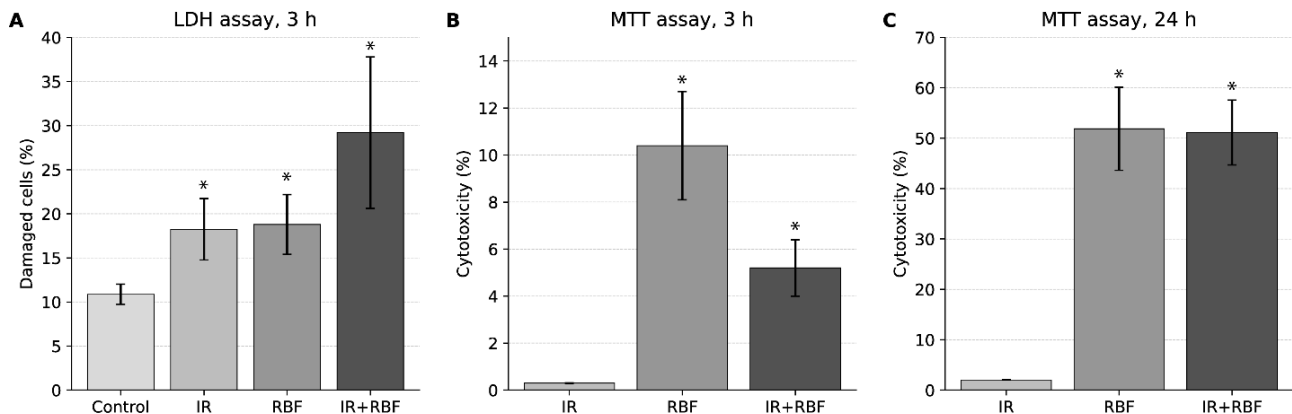 A
LDH assay, 3 h
Damaged cells (%)
40
35
30
25
20
15
10
5
0
*
*
*
Control
IR
RBF
IR+RBF
B
MTT assay, 3 h
Cytotoxicity (%)
14
12
10
8
6
4
2
0
*
*
IR
RBF
IR+RBF
C
MTT assay, 24 h
Cytotoxicity (%)
70
60
50
40
30
20
10
0
*
*
IR
RBF
IR+RBF